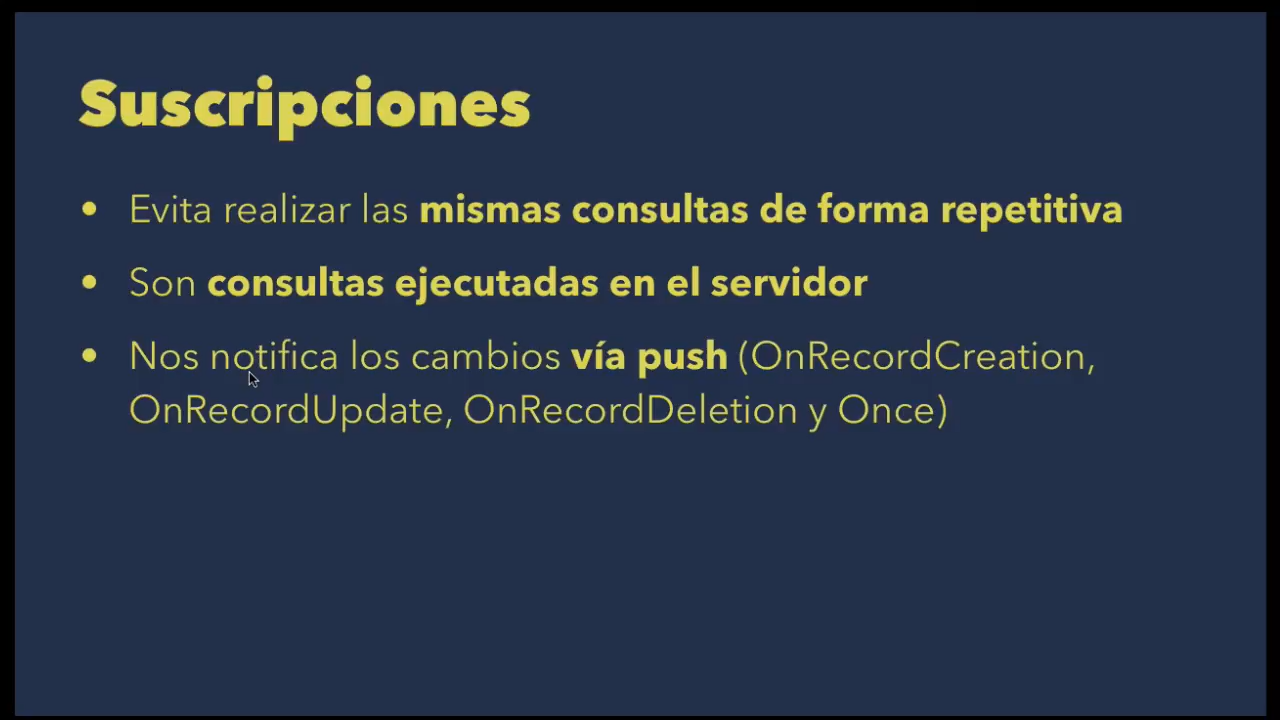 Suscripciones
• Evita realizar las mismas consultas de forma repetitiva
• Son consultas ejecutadas en el servidor
• Nos notifica los cambios vía push (OnRecordCreation,
OnRecordUpdate, OnRecordDeletion y Once)